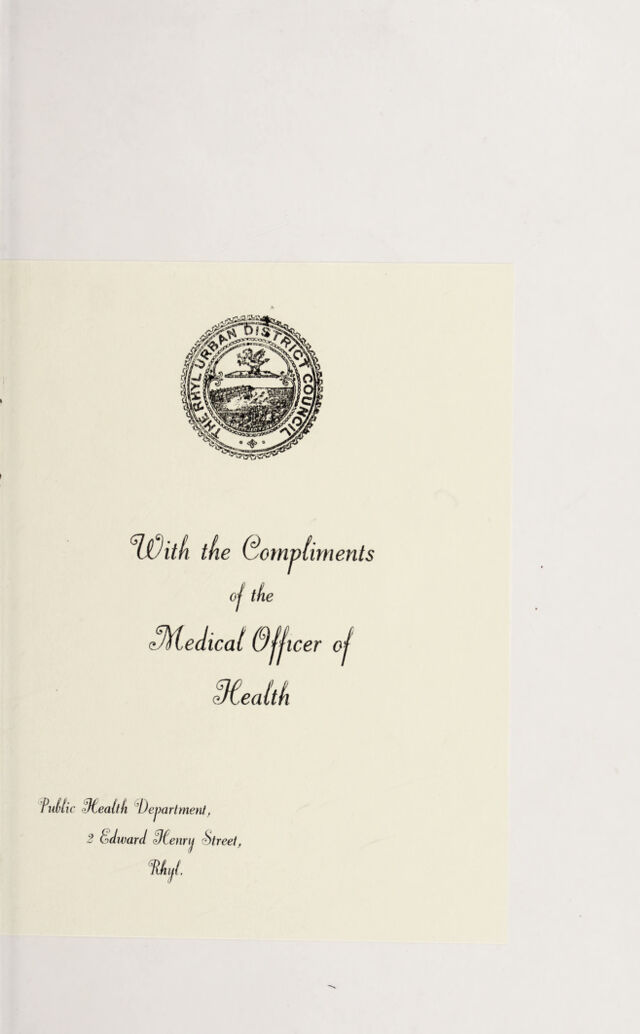 THE RHYL URBAN DISTRICT COUNCIL
With the Compliments
of the
Medical Officer of
Health
Public Health Department,
2 Edward Henry Street,
Rhyl.